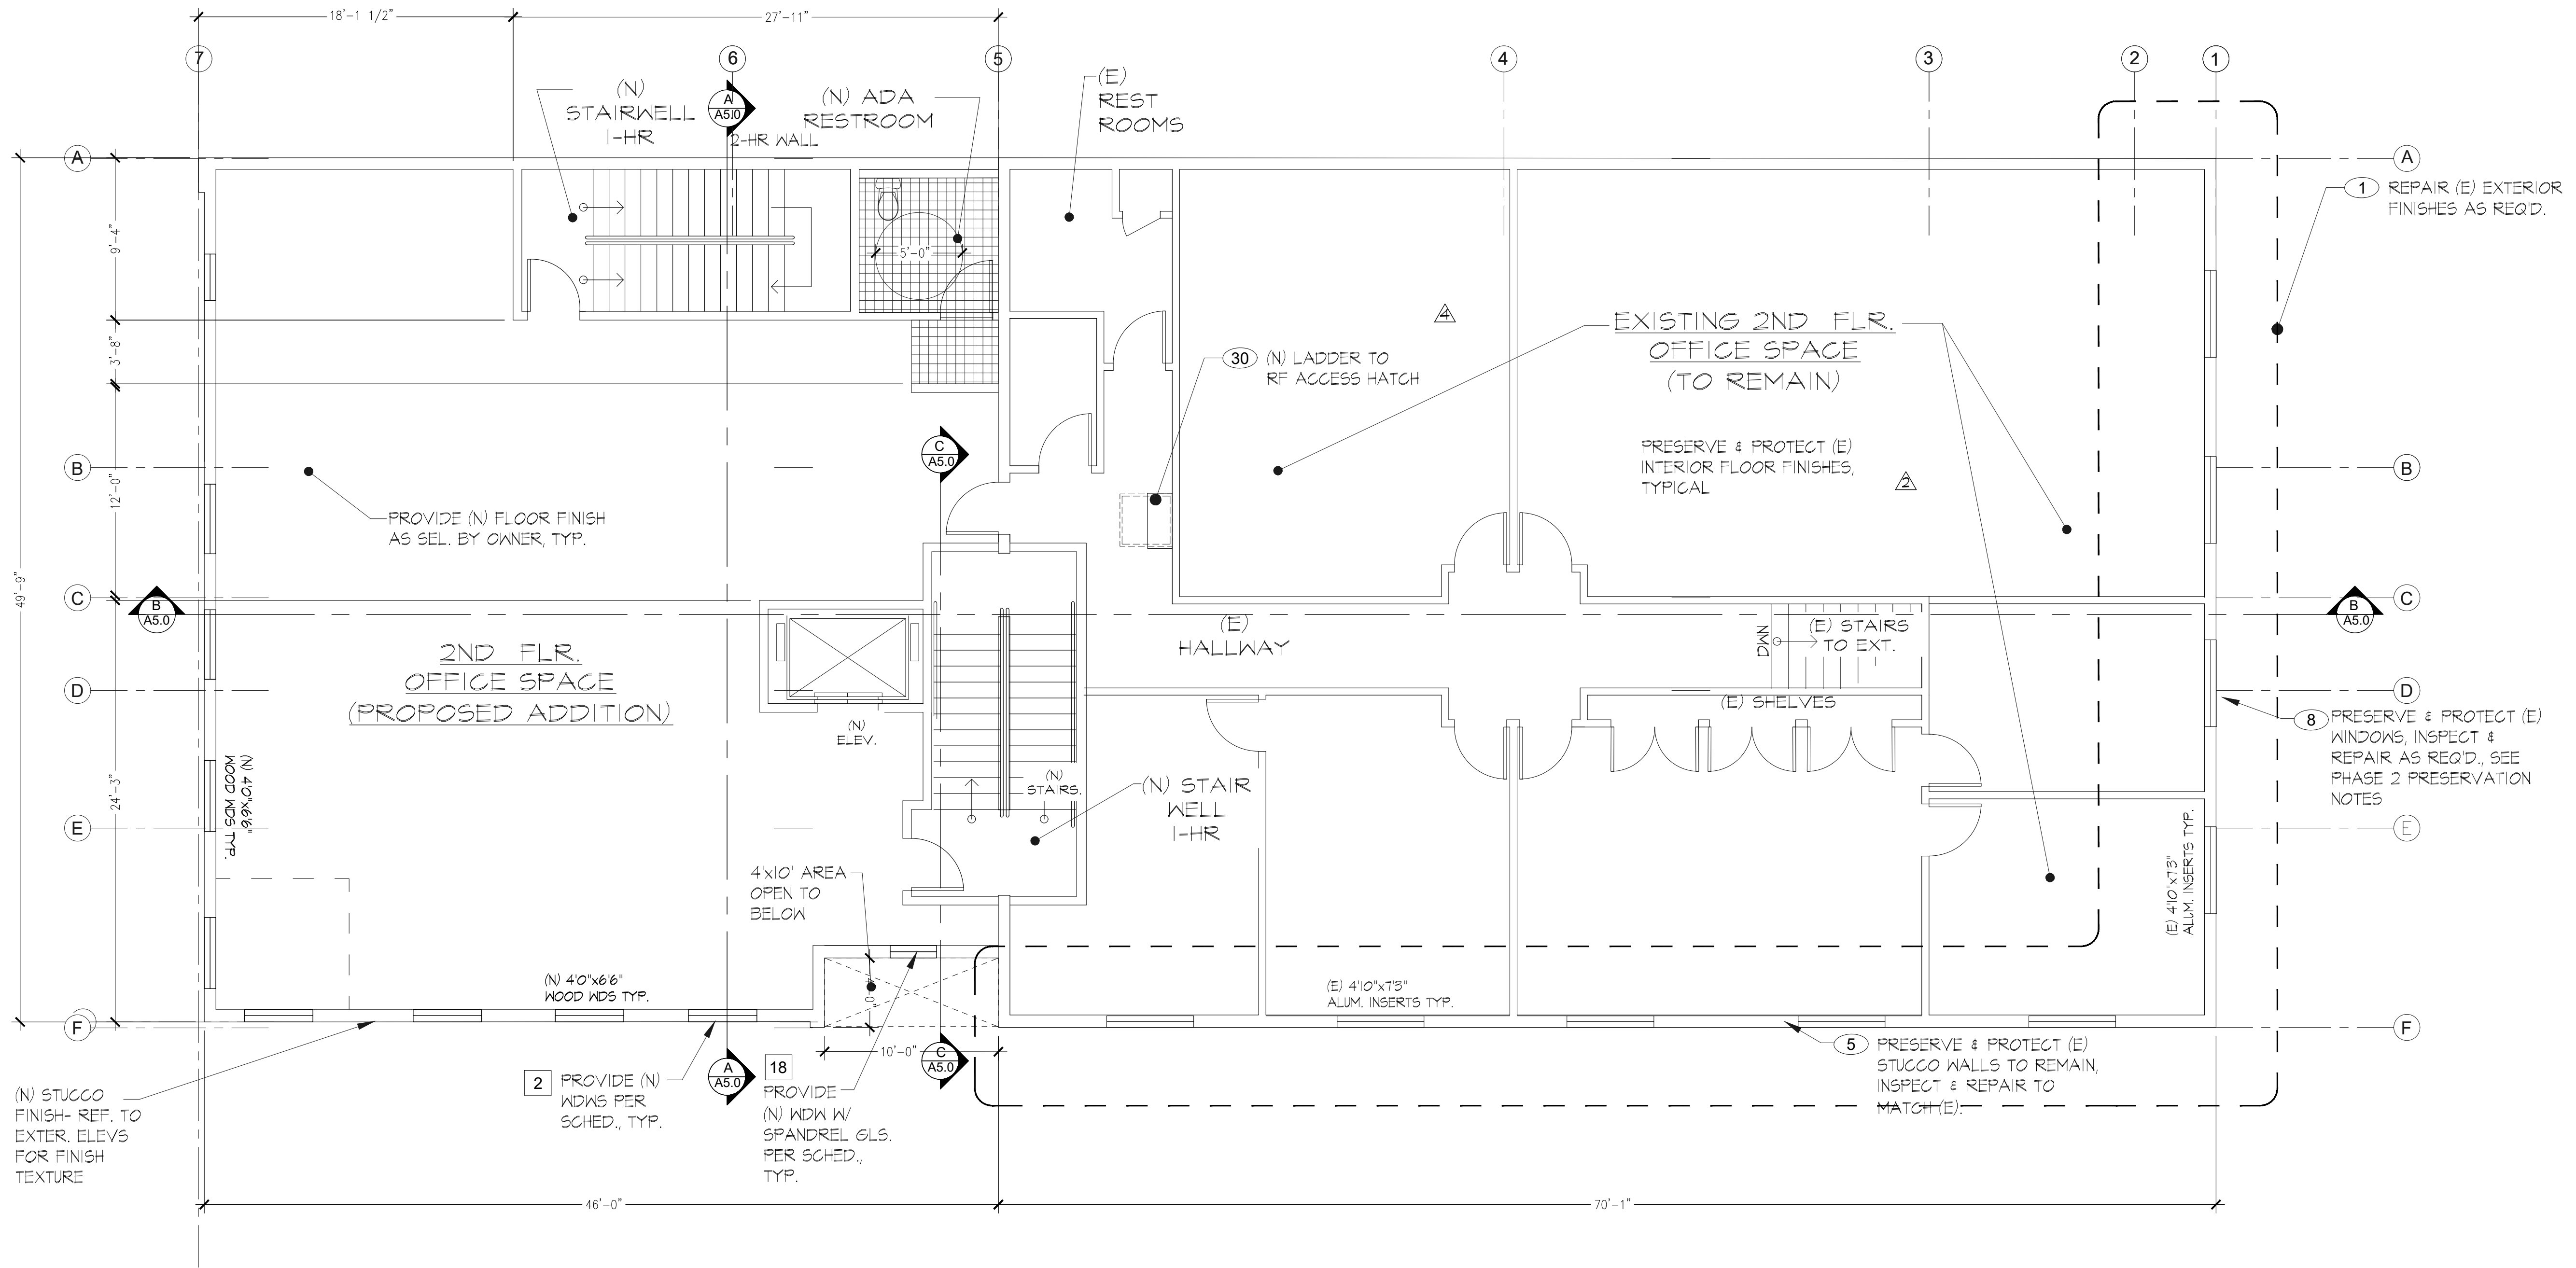 18'-1 1/2"
27'-11"
7
6
5
4
3
2
1
(N)
STAIRWELL
1-HR
A
A5.0
2-HR WALL
(N) ADA
RESTROOM
(E)
REST
ROOMS
A
A
1
REPAIR (E) EXTERIOR
FINISHES AS REQ'D.
9'-4"
5'-0"
3'-8"
4
EXISTING 2ND FLR.
OFFICE SPACE
(TO REMAIN)
30
(N) LADDER TO
RF ACCESS HATCH
PRESERVE & PROTECT (E)
INTERIOR FLOOR FINISHES,
TYPICAL
2
C
A5.0
B
B
12'-0"
PROVIDE (N) FLOOR FINISH
AS SEL. BY OWNER, TYP.
49'-9"
C
C
B
A5.0
B
A5.0
2ND FLR.
OFFICE SPACE
(PROPOSED ADDITION)
(E)
HALLWAY
DWN
(E) STAIRS
TO EXT.
(E) SHELVES
D
D
(N)
ELEV.
8
PRESERVE & PROTECT (E)
WINDOWS, INSPECT &
REPAIR AS REQ'D., SEE
PHASE 2 PRESERVATION
NOTES
24'-3"
(N) 4'0"x6'6"
WOOD WDS TYP.
(N)
STAIRS.
(N) STAIR
WELL
1-HR
E
E
4'x10' AREA
OPEN TO
BELOW
(E) 4'10"x7'3"
ALUM. INSERTS TYP.
(N) 4'0"x6'6"
WOOD WDS TYP.
(E) 4'10"x7'3"
ALUM. INSERTS TYP.
F
F
10'-0"
A
A5.0
C
A5.0
5
PRESERVE & PROTECT (E)
STUCCO WALLS TO REMAIN,
INSPECT & REPAIR TO
MATCH (E).
(N) STUCCO
FINISH- REF. TO
EXTER. ELEVS
FOR FINISH
TEXTURE
2
PROVIDE (N)
WDWS PER
SCHED., TYP.
18
PROVIDE
(N) WDW W/
SPANDREL GLS.
PER SCHED.,
TYP.
46'-0"
70'-1"